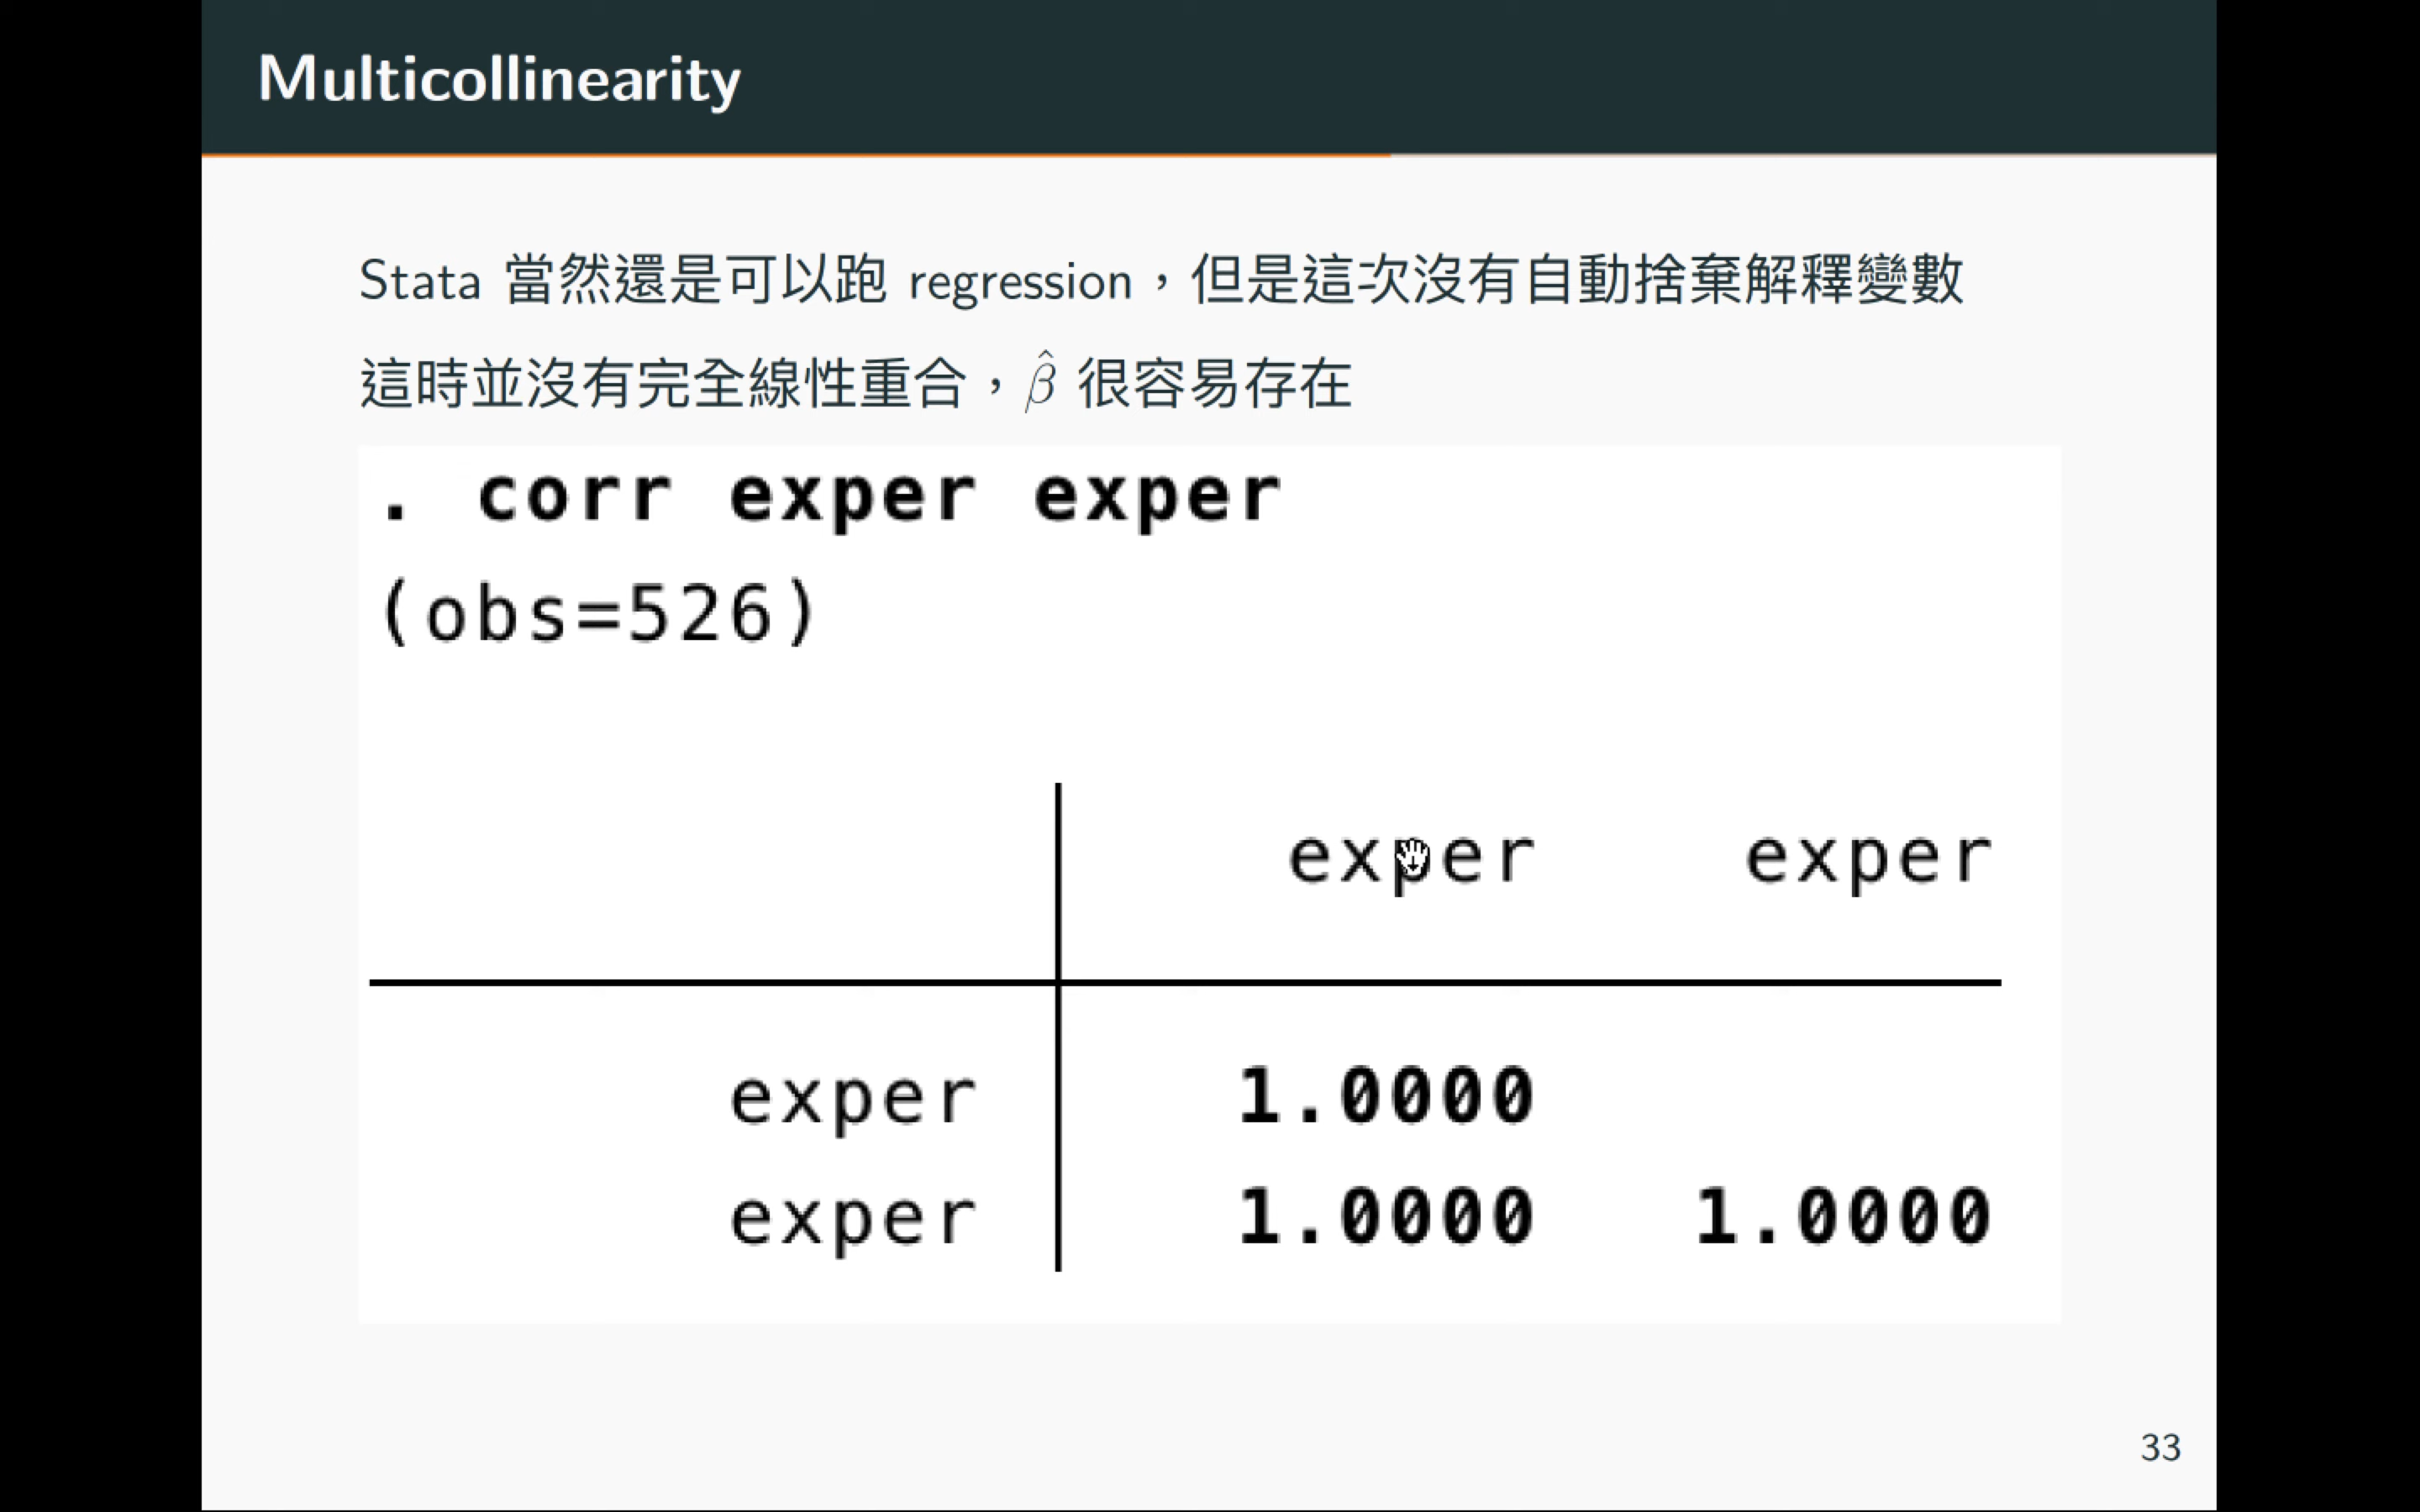 Multicollinearity
Stata 當然還是可以跑 regression，但是這次沒有自動捨棄解釋變數
這時並沒有完全線性重合，β̂ 很容易存在
. corr exper exper
(obs=526)
exper exper
exper 1.0000
exper 1.0000 1.0000
33